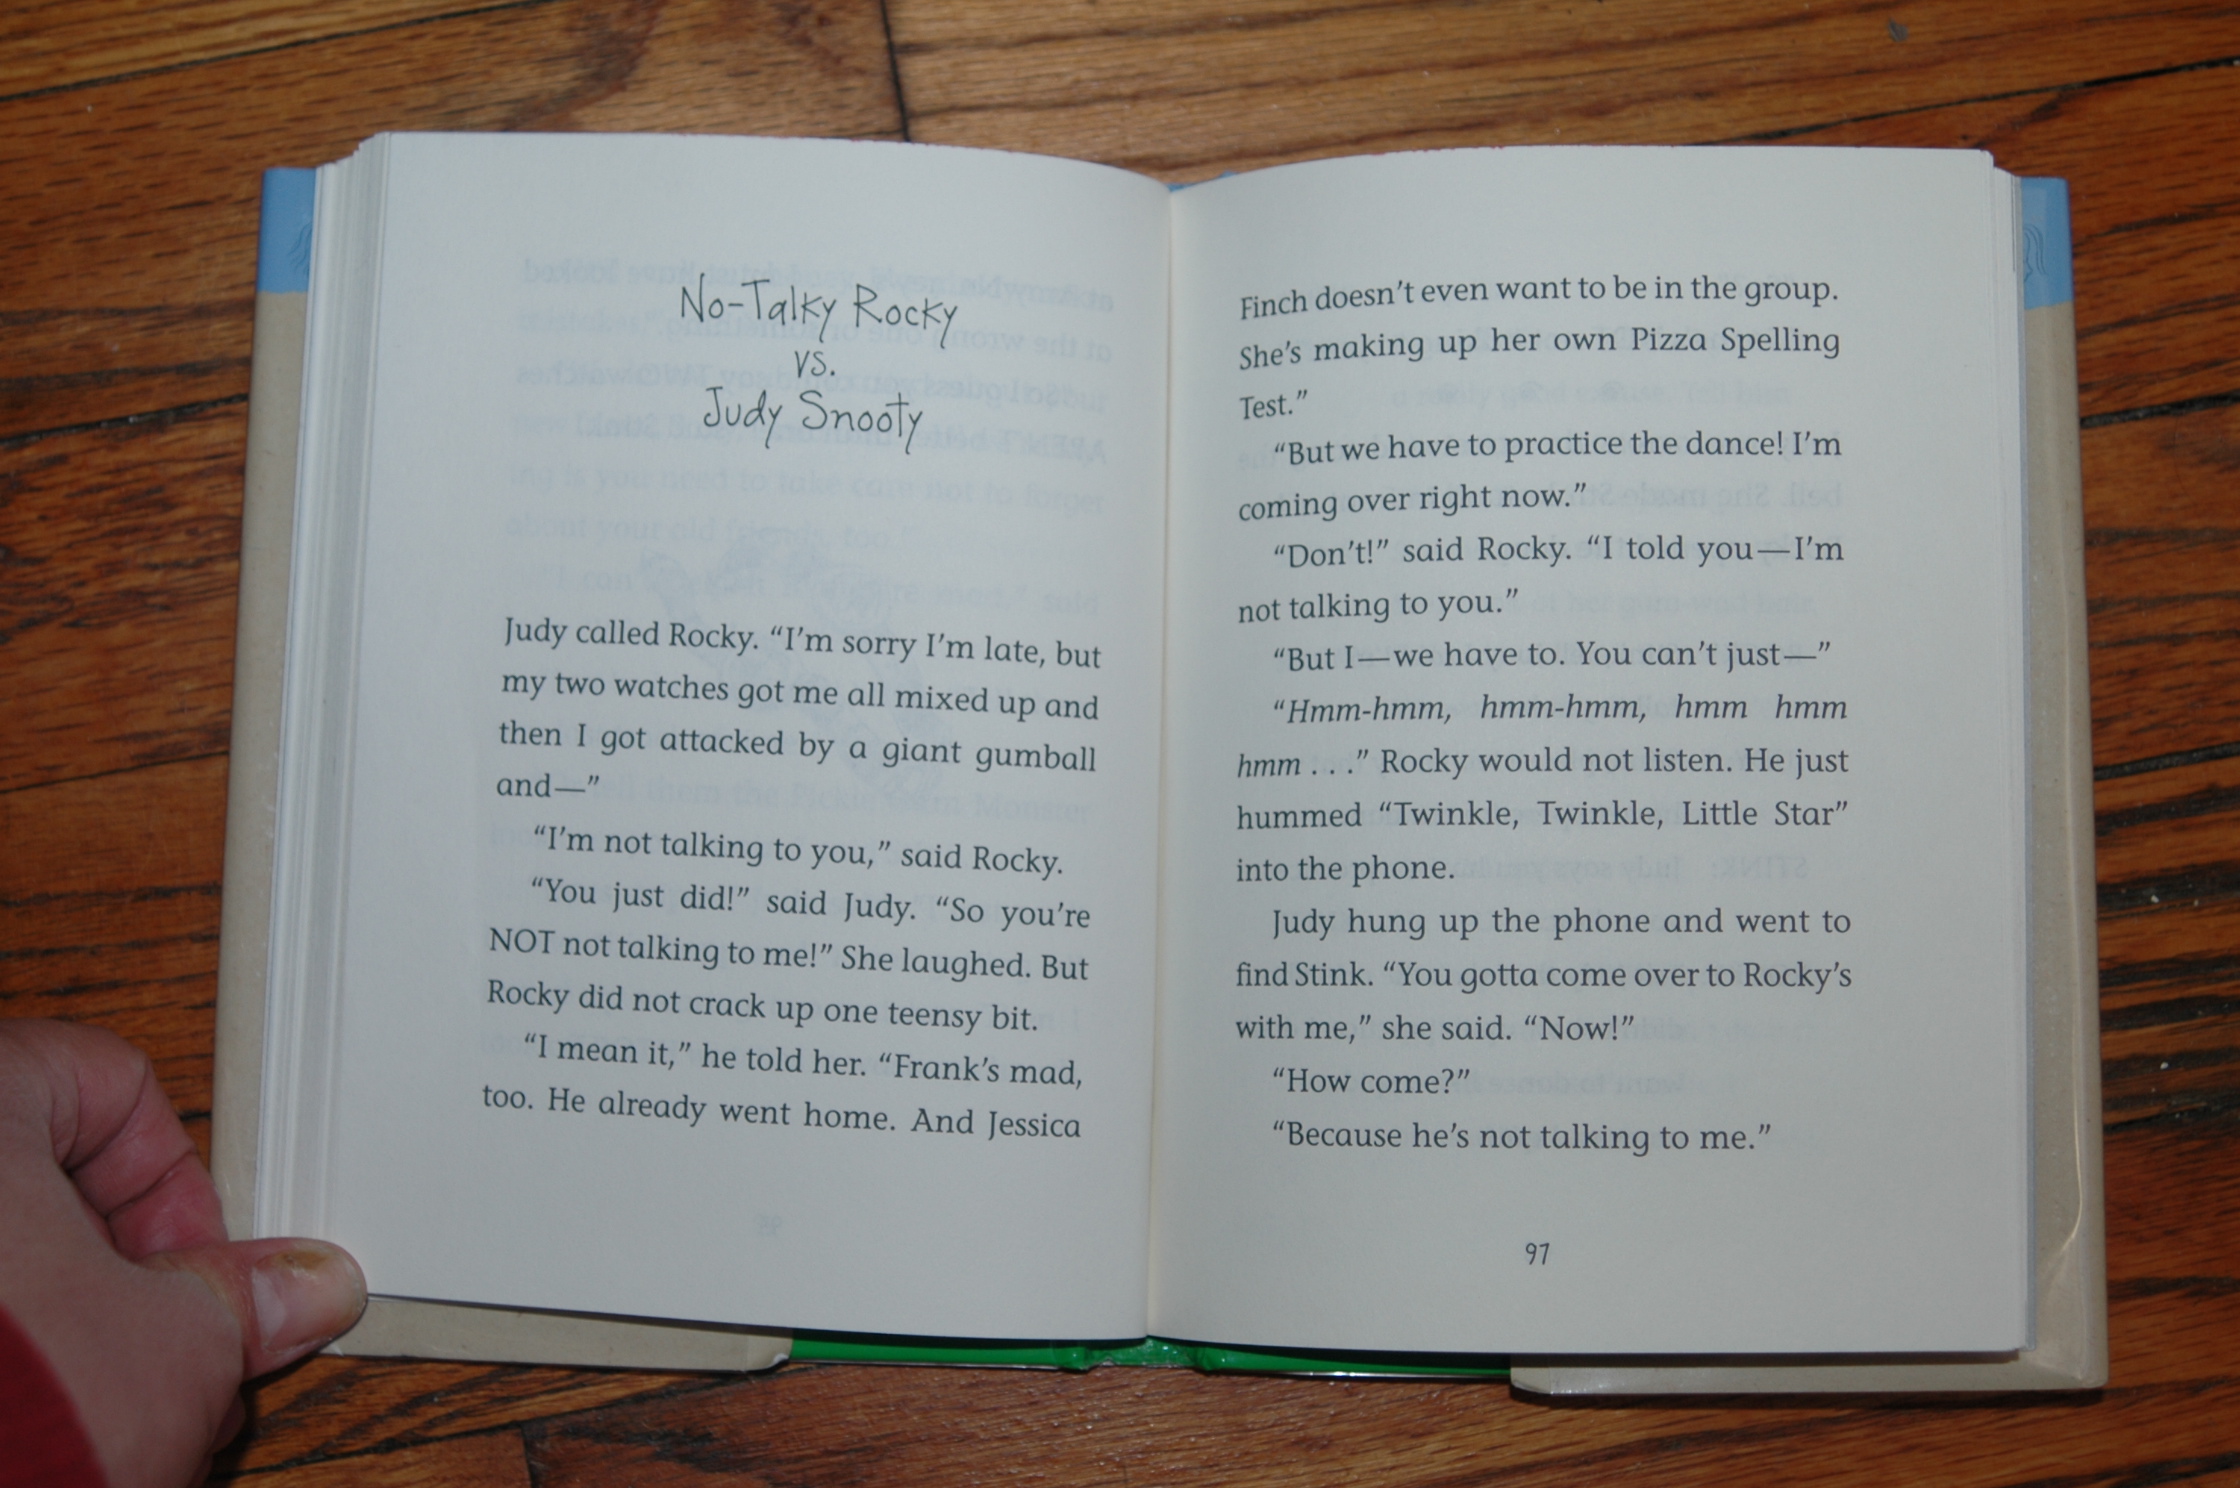 No-Talky Rocky
vs.
Judy Snooty
Judy called Rocky. “I’m sorry I’m late, but
my two watches got me all mixed up and
then I got attacked by a giant gumball
and—”
“I’m not talking to you,” said Rocky.
“You just did!” said Judy. “So you’re
NOT not talking to me!” She laughed. But
Rocky did not crack up one teensy bit.
“I mean it,” he told her. “Frank’s mad,
too. He already went home. And Jessica
Finch doesn’t even want to be in the group.
She’s making up her own Pizza Spelling
Test.”
“But we have to practice the dance! I’m
coming over right now.”
“Don’t!” said Rocky. “I told you—I’m
not talking to you.”
“But I—we have to. You can’t just—”
“Hmm-hmm, hmm-hmm, hmm hmm
hmm . . .” Rocky would not listen. He just
hummed “Twinkle, Twinkle, Little Star”
into the phone.
Judy hung up the phone and went to
find Stink. “You gotta come over to Rocky’s
with me,” she said. “Now!”
“How come?”
“Because he’s not talking to me.”
97